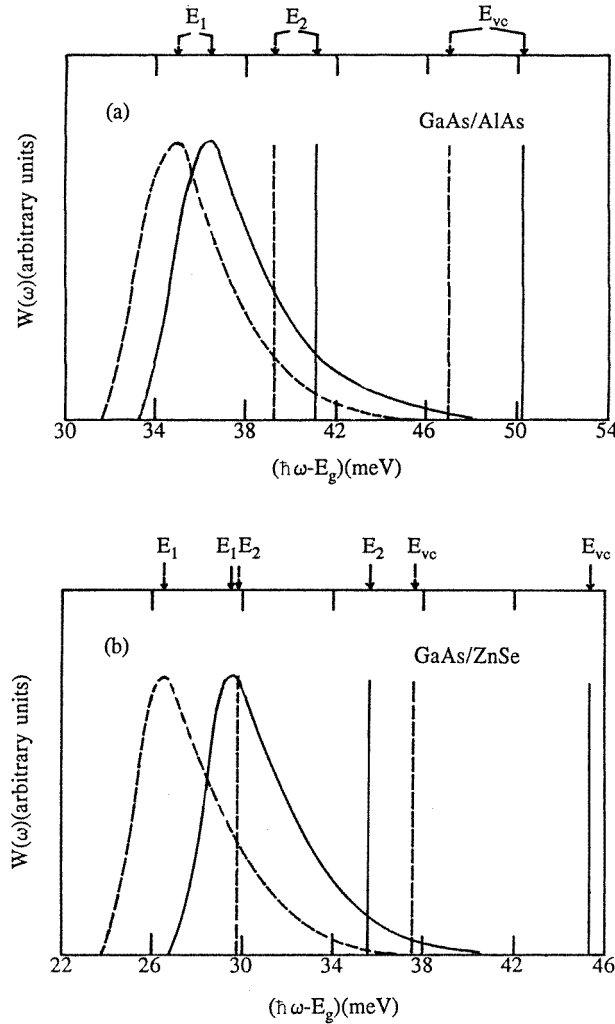 E1 E2 Evc
(a)
GaAs/AlAs
W(ω)(arbitrary units)
30 34 38 42 46 50 54
(ħω-Eg)(meV)
E1 E1 E2 E2 Evc Evc
(b)
GaAs/ZnSe
W(ω)(arbitrary units)
22 26 30 34 38 42 46
(ħω-Eg)(meV)